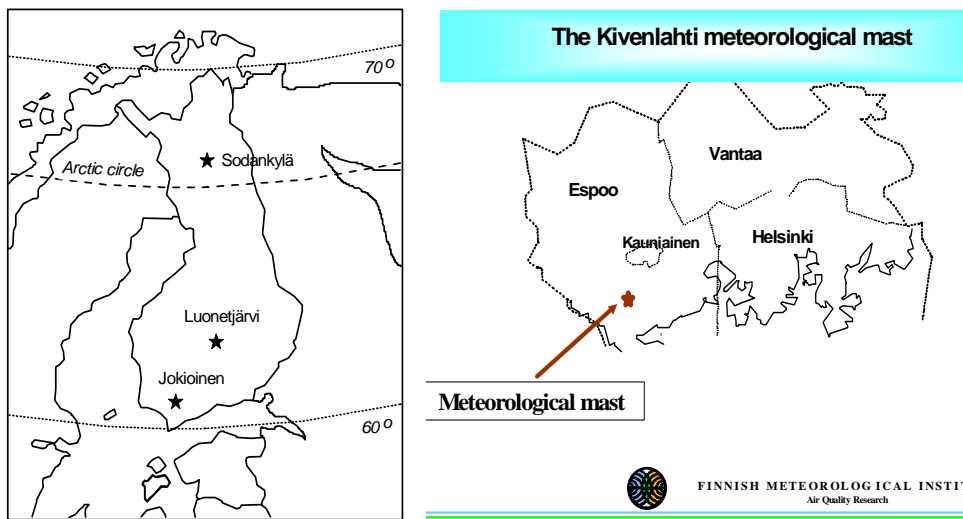 70 o
Sodankylä
Arctic circle
Luonetjärvi
Jokioinen
60 o
The Kivenlahti meteorological mast
Vantaa
Espoo
Kauniainen
Helsinki
Meteorological mast
FINNISH METEOROLOGICAL INSTI
Air Quality Research